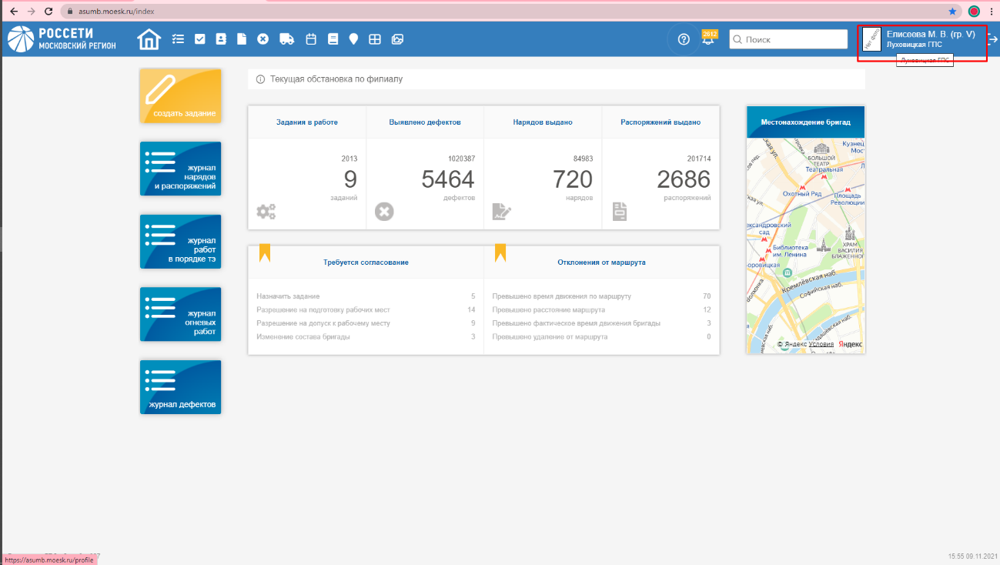 asumb.moesk.ru/index
РОССЕТИ
МОСКОВСКИЙ РЕГИОН
2612
Поиск
Нет фото
Елисеева М. В. (гр. V)
Луховицкая ГПС
Луховицкая ГПС
создать задание
журнал
нарядов
и распоряжений
журнал
работ
в порядке тэ
журнал
огневых
работ
журнал дефектов
Текущая обстановка по филиалу
Задания в работе
Выявлено дефектов
Нарядов выдано
Распоряжений выдано
2013
1020387
84983
201714
9
5464
720
2686
заданий
дефектов
нарядов
распоряжений
Требуется согласование
Отклонения от маршрута
Назначить задание 5
Разрешение на подготовку рабочих мест 14
Разрешение на допуск к рабочему месту 9
Изменение состава бригады 3
Превышено время движения по маршруту 70
Превышено расстояние маршрута 12
Превышено фактическое время движения бригады 3
Превышено удаление от маршрута 0
Местонахождение бригад
Кузнец
Мос
БОЛЬШОЙ
ТЕАТР
Театральная
Охотный Ряд
Площадь
Революции
ександровский
сад
Библиотека
им. Ленина
ХРАМ
ВАСИЛИЯ
БЛАЖЕННОГ
оровицкая
Кремлёвская наб.
Софийская наб.
олхонка
© Яндекс Условия Яндекс
https://asumb.moesk.ru/profile
15:55 09.11.2021